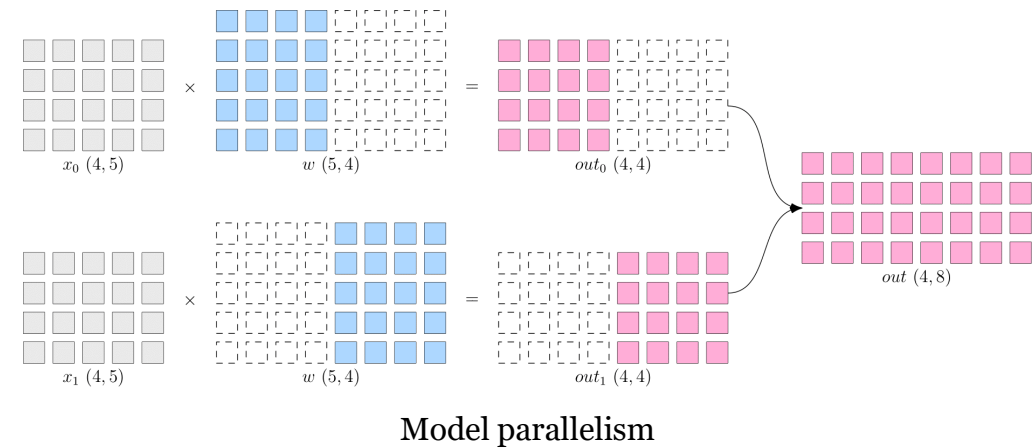 ×
=
x₀ (4, 5)
w (5, 4)
out₀ (4, 4)
out (4, 8)
×
=
x₁ (4, 5)
w (5, 4)
out₁ (4, 4)
Model parallelism